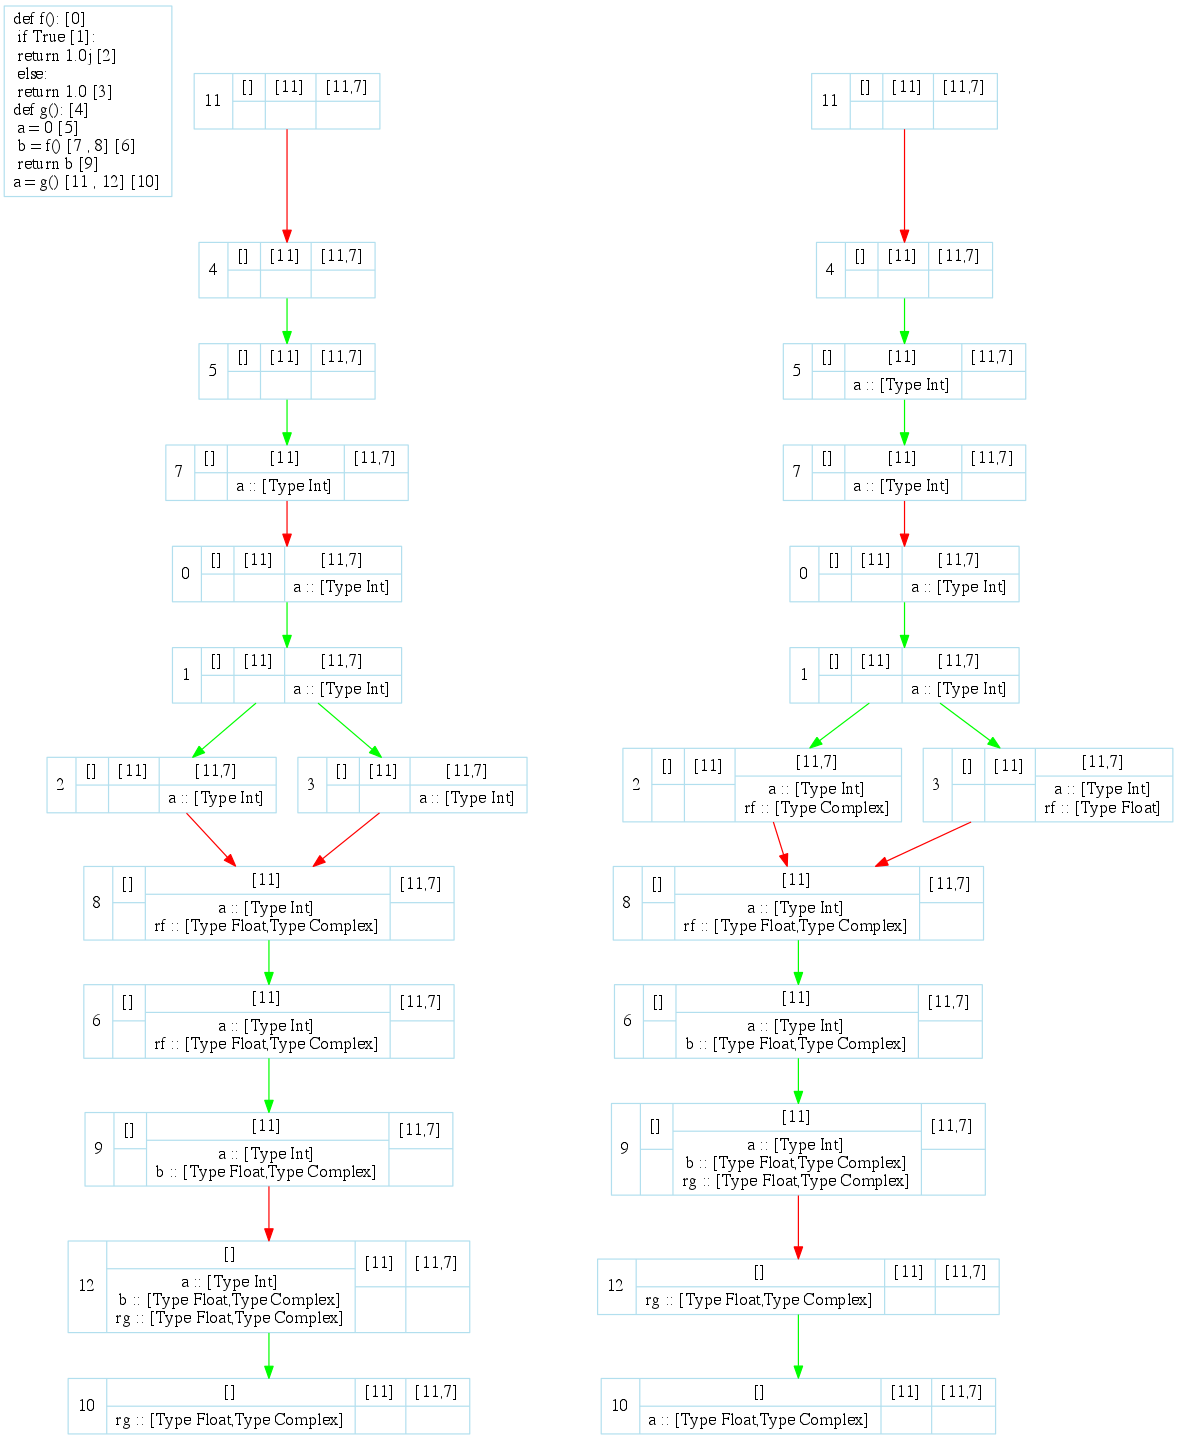 def f(): [0]
if True [1]:
return 1.0j [2]
else:
return 1.0 [3]
def g(): [4]
a = 0 [5]
b = f() [7 , 8] [6]
return b [9]
a = g() [11 , 12] [10]
11 [] [11] [11,7]
4 [] [11] [11,7]
5 [] [11] [11,7]
7 [] [11] [11,7]
a :: [Type Int]
0 [] [11] [11,7]
a :: [Type Int]
1 [] [11] [11,7]
a :: [Type Int]
2 [] [11] [11,7]
a :: [Type Int]
3 [] [11] [11,7]
a :: [Type Int]
8 [] [11] [11,7]
a :: [Type Int]
rf :: [Type Float,Type Complex]
6 [] [11] [11,7]
a :: [Type Int]
rf :: [Type Float,Type Complex]
9 [] [11] [11,7]
a :: [Type Int]
b :: [Type Float,Type Complex]
12 [] [11] [11,7]
a :: [Type Int]
b :: [Type Float,Type Complex]
rg :: [Type Float,Type Complex]
10 [] [11] [11,7]
rg :: [Type Float,Type Complex]
11 [] [11] [11,7]
4 [] [11] [11,7]
5 [] [11] [11,7]
a :: [Type Int]
7 [] [11] [11,7]
a :: [Type Int]
0 [] [11] [11,7]
a :: [Type Int]
1 [] [11] [11,7]
a :: [Type Int]
2 [] [11] [11,7]
a :: [Type Int]
rf :: [Type Complex]
3 [] [11] [11,7]
a :: [Type Int]
rf :: [Type Float]
8 [] [11] [11,7]
a :: [Type Int]
rf :: [Type Float,Type Complex]
6 [] [11] [11,7]
a :: [Type Int]
b :: [Type Float,Type Complex]
9 [] [11] [11,7]
a :: [Type Int]
b :: [Type Float,Type Complex]
rg :: [Type Float,Type Complex]
12 [] [11] [11,7]
rg :: [Type Float,Type Complex]
10 [] [11] [11,7]
a :: [Type Float,Type Complex]